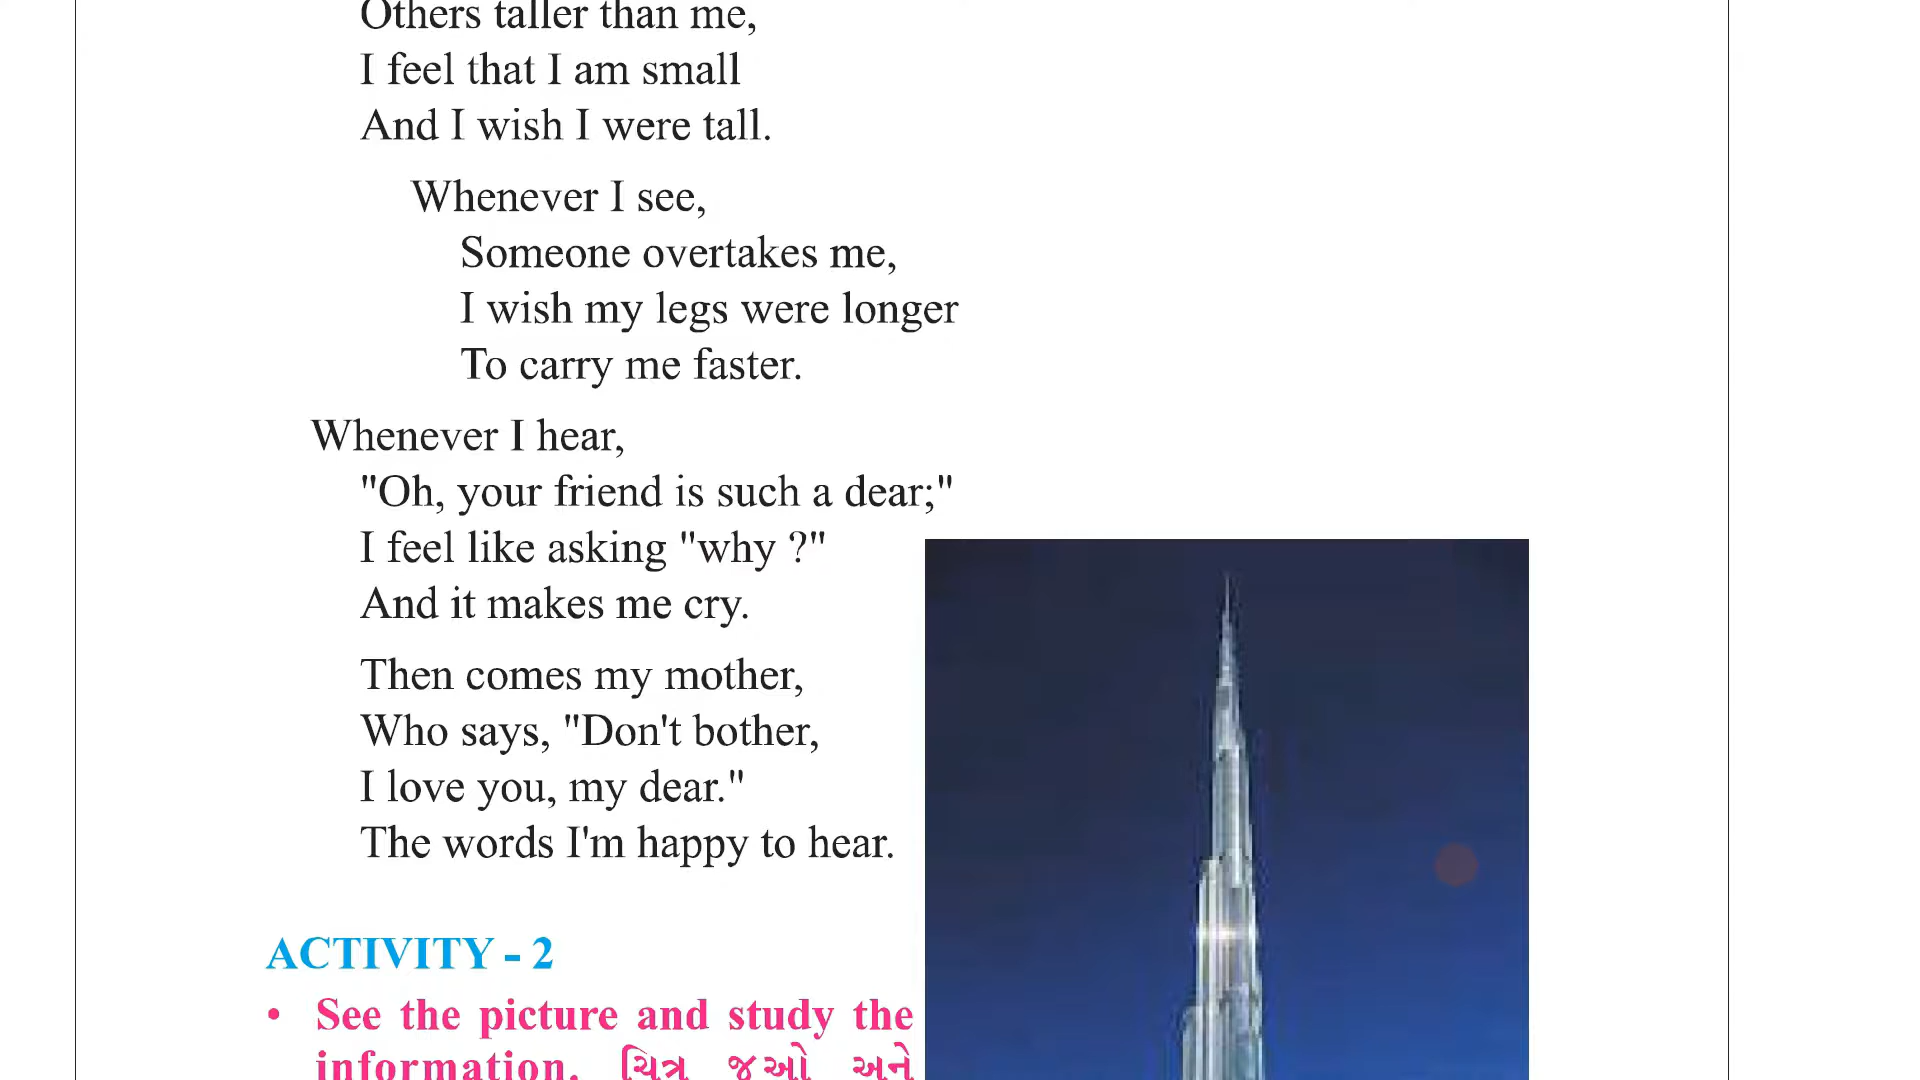 Others taller than me,
I feel that I am small
And I wish I were tall.
Whenever I see,
Someone overtakes me,
I wish my legs were longer
To carry me faster.
Whenever I hear,
"Oh, your friend is such a dear;"
I feel like asking "why ?"
And it makes me cry.
Then comes my mother,
Who says, "Don't bother,
I love you, my dear."
The words I'm happy to hear.
ACTIVITY - 2
• See the picture and study the
information. ચિત્ર જુઓ અને